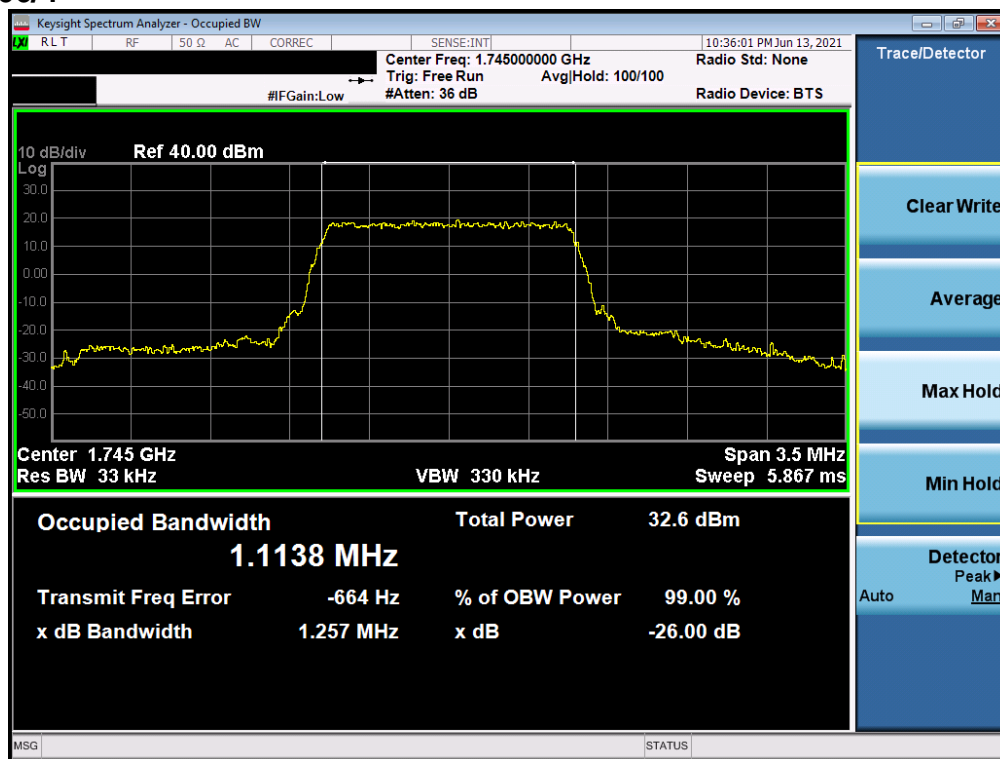 Keysight Spectrum Analyzer - Occupied BW
LXI RLT RF 50 Ω AC CORREC SENSE:INT 10:36:01 PM Jun 13, 2021
Center Freq: 1.745000000 GHz Radio Std: None
Trig: Free Run Avg|Hold: 100/100
#IFGain:Low #Atten: 36 dB Radio Device: BTS
10 dB/div Ref 40.00 dBm
Log
30.0
20.0
10.0
0.00
-10.0
-20.0
-30.0
-40.0
-50.0
Center 1.745 GHz Span 3.5 MHz
Res BW 33 kHz VBW 330 kHz Sweep 5.867 ms
Occupied Bandwidth Total Power 32.6 dBm
1.1138 MHz
Transmit Freq Error -664 Hz % of OBW Power 99.00 %
x dB Bandwidth 1.257 MHz x dB -26.00 dB
MSG STATUS
Trace/Detector
Clear Write
Average
Max Hold
Min Hold
Detector
Peak▶
Auto Man